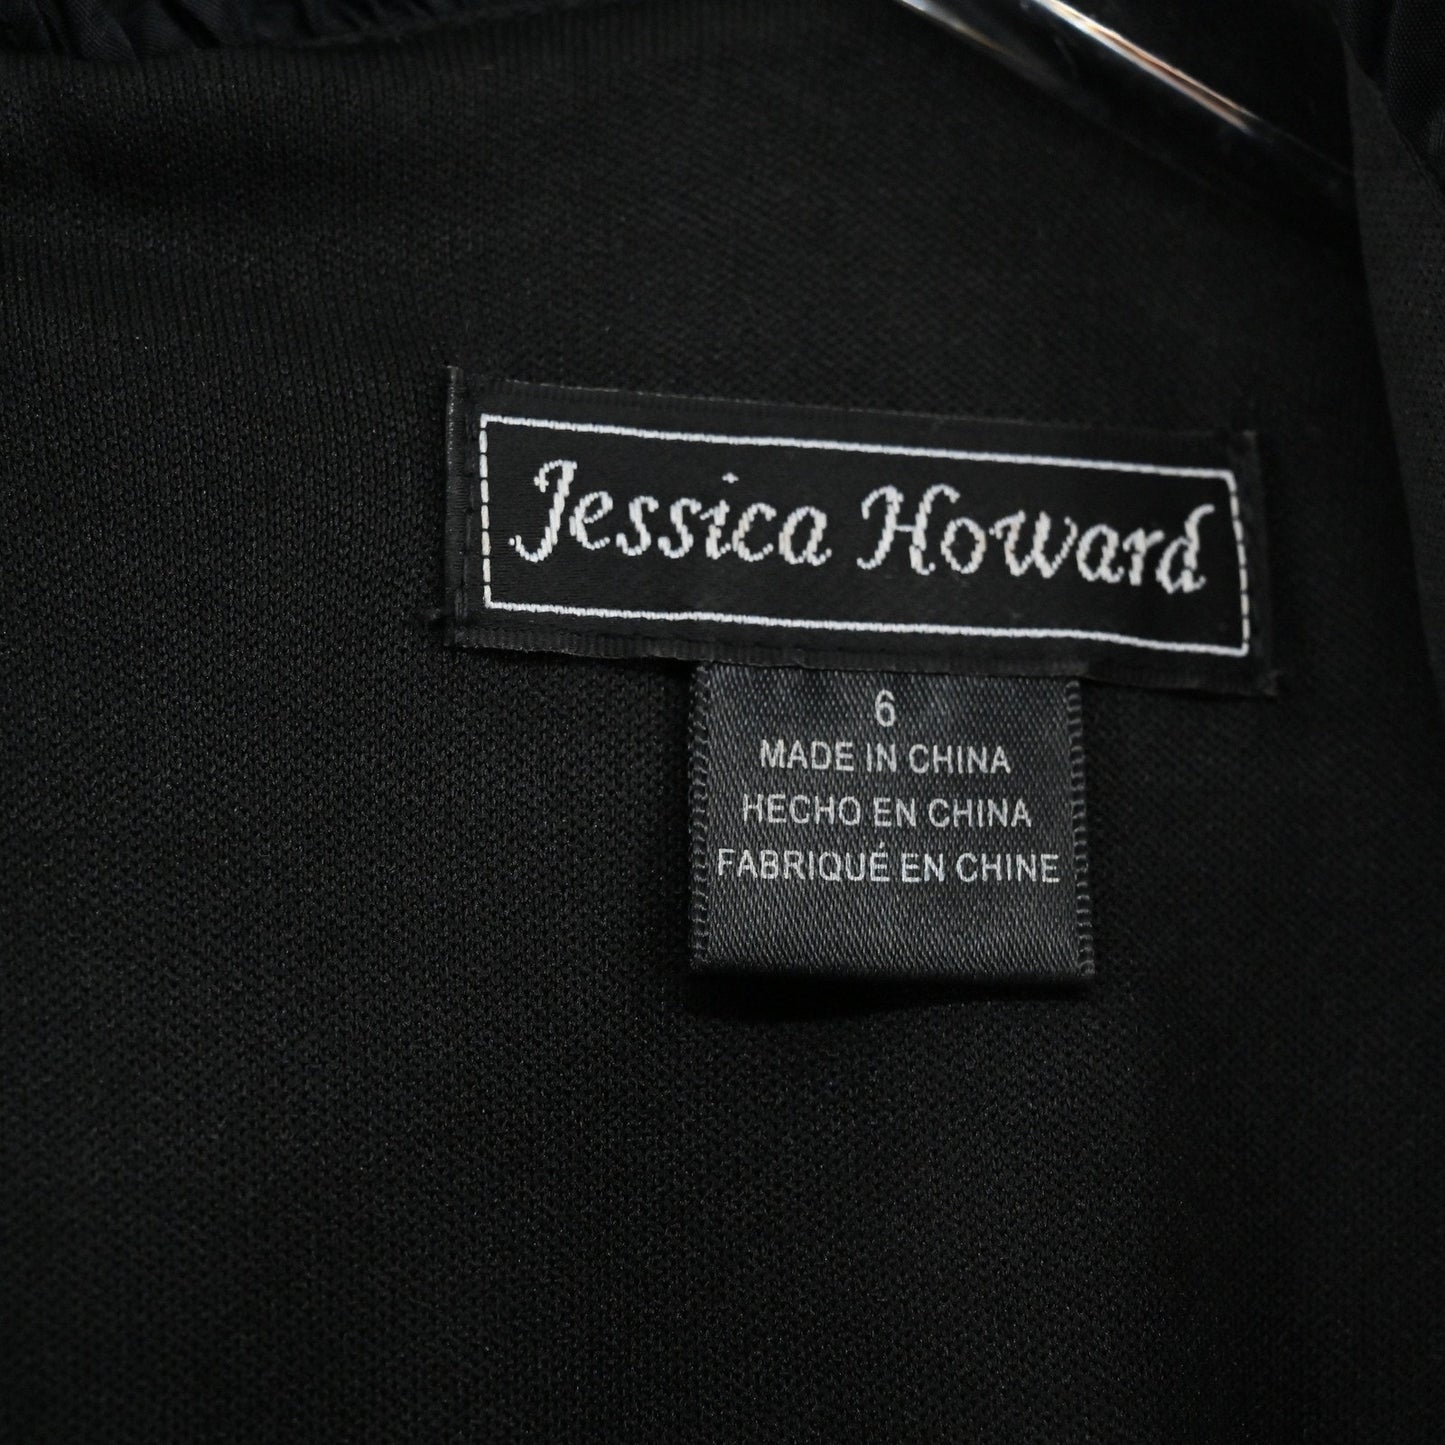 Jessica Howard
6
MADE IN CHINA
HECHO EN CHINA
FABRIQUÉ EN CHINE